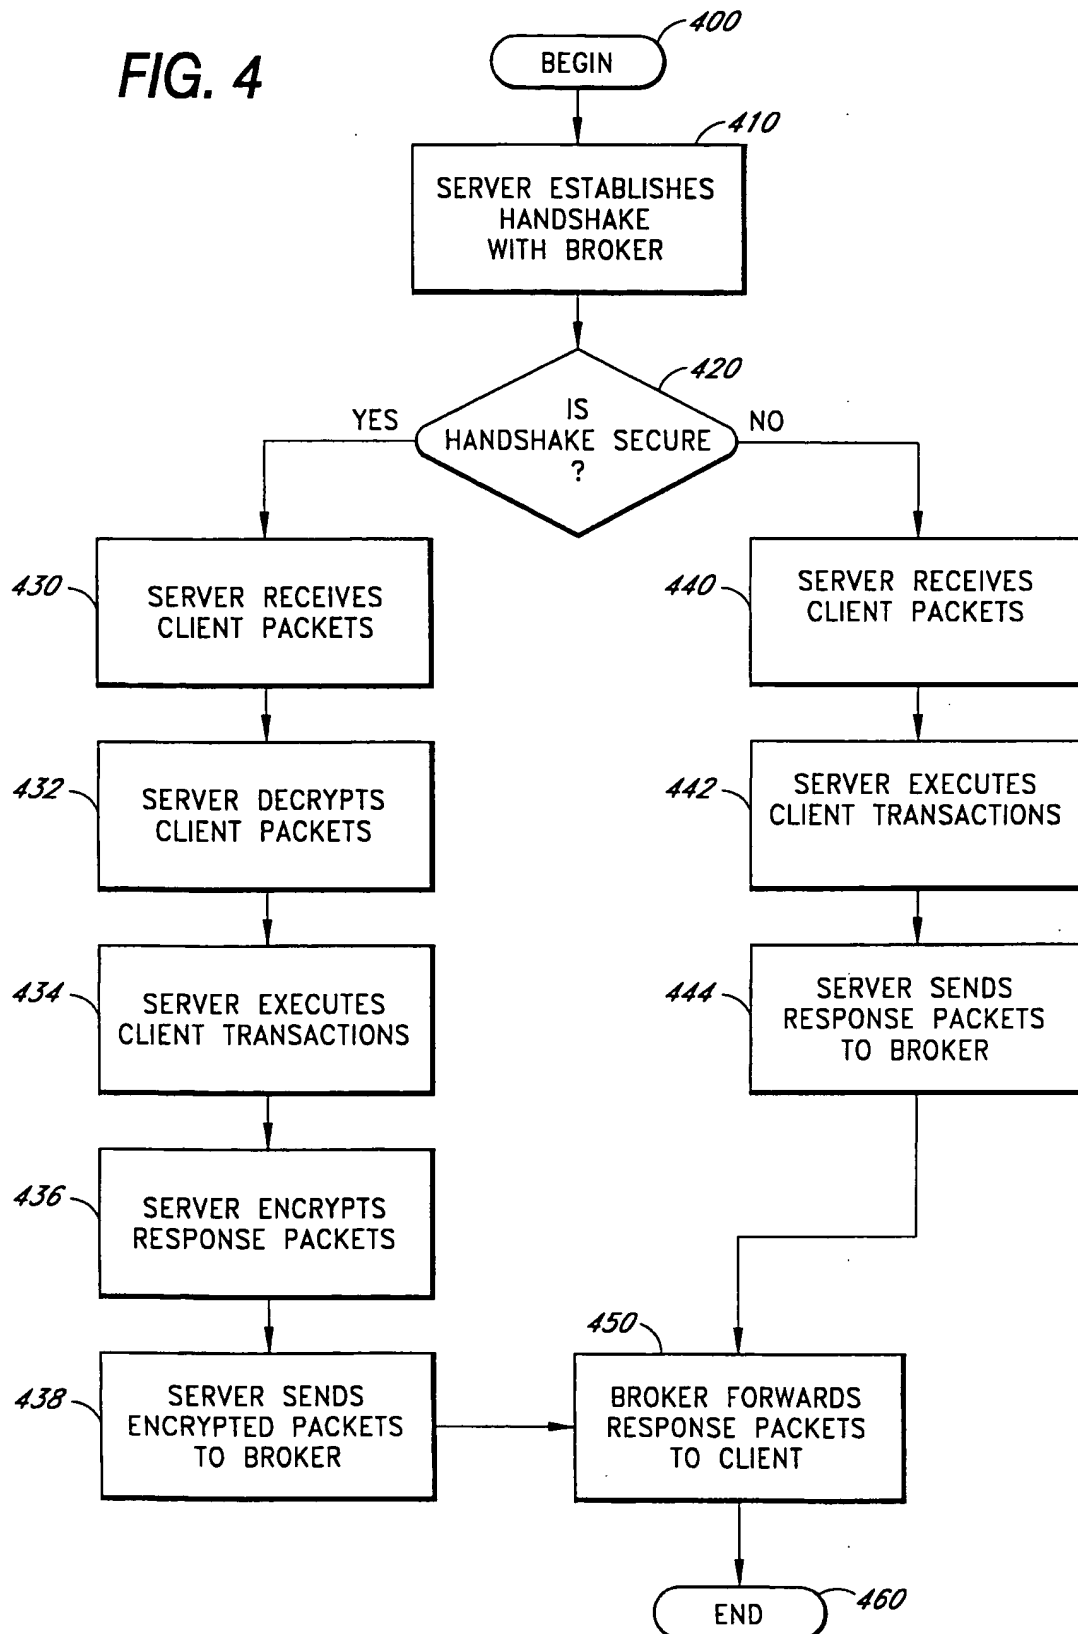 FIG. 4
400
BEGIN
410
SERVER ESTABLISHES
HANDSHAKE
WITH BROKER
420
IS
HANDSHAKE SECURE
?
YES
NO
430
SERVER RECEIVES
CLIENT PACKETS
440
SERVER RECEIVES
CLIENT PACKETS
432
SERVER DECRYPTS
CLIENT PACKETS
442
SERVER EXECUTES
CLIENT TRANSACTIONS
434
SERVER EXECUTES
CLIENT TRANSACTIONS
444
SERVER SENDS
RESPONSE PACKETS
TO BROKER
436
SERVER ENCRYPTS
RESPONSE PACKETS
438
SERVER SENDS
ENCRYPTED PACKETS
TO BROKER
450
BROKER FORWARDS
RESPONSE PACKETS
TO CLIENT
END
460